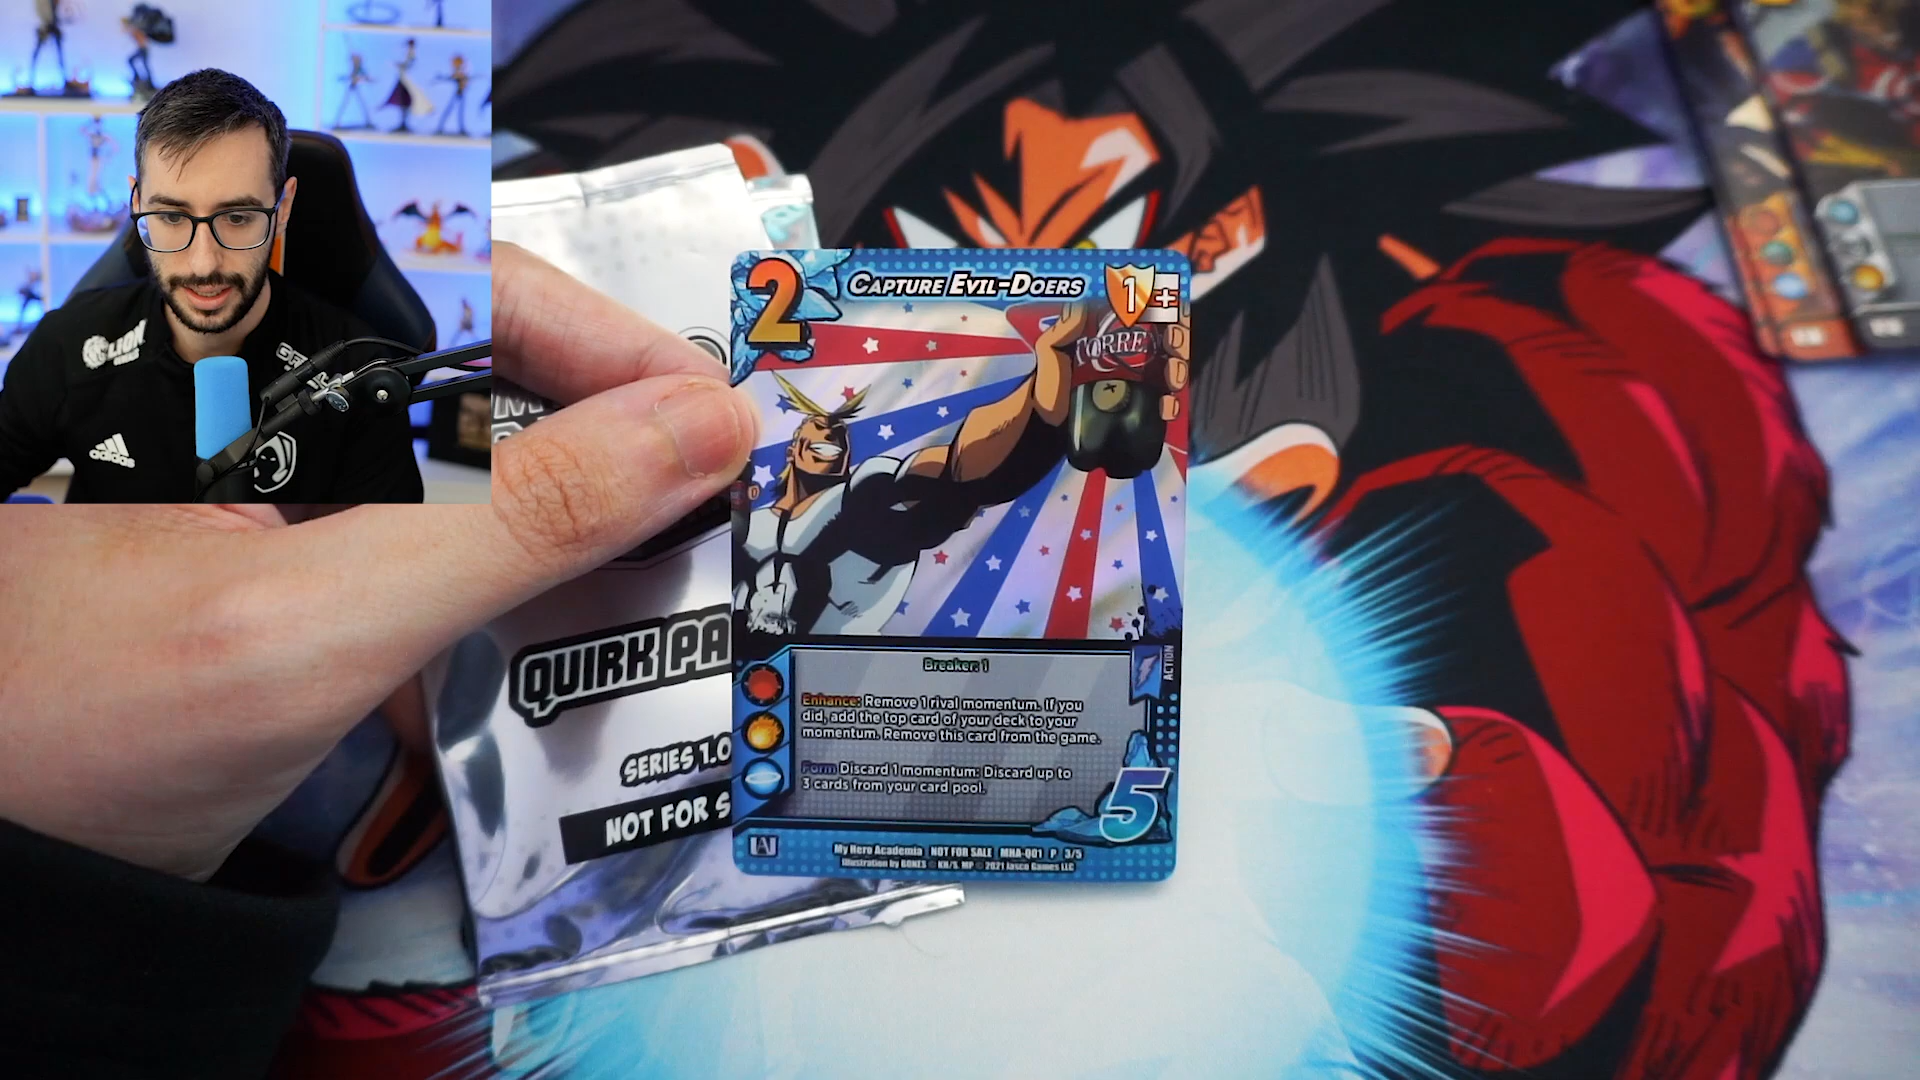 LION
adidas
2
CAPTURE EVIL-DOERS
1
+
QUIRK PA
SERIES 1.0
NOT FOR S
Breaker: 1
ACTION
Enhance: Remove 1 rival momentum. If you
did, add the top card of your deck to your
momentum. Remove this card from the game.
Form Discard 1 momentum: Discard up to
3 cards from your card pool.
5
My Hero Academia NOT FOR SALE MHA-Q01 P 3/5
Illustration by BONES © KH/S, MP © 2021 Jasco Games LLC